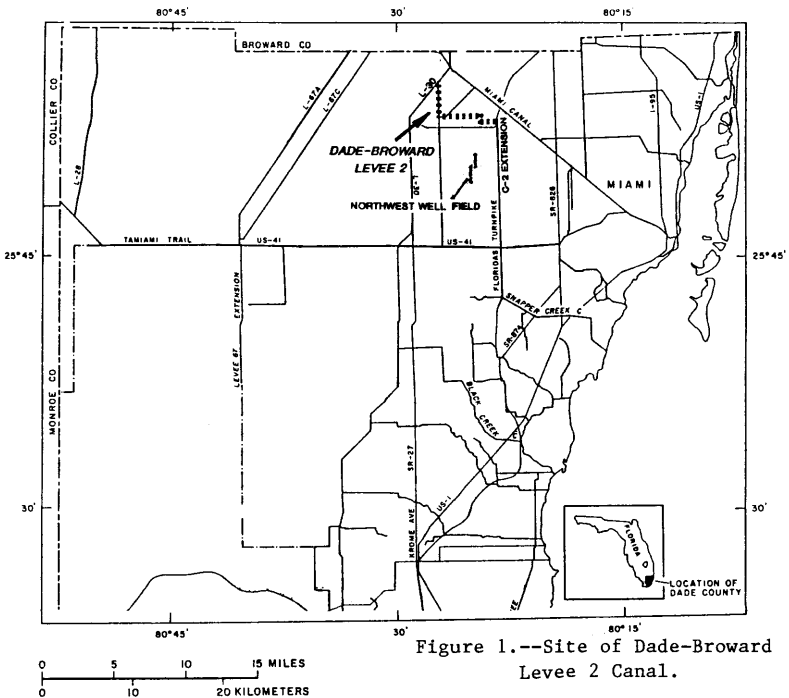 80°45'
30'
80°15'
BROWARD CO
COLLIER CO
L-28
L-67A
L-67C
MIAMI CANAL
I-95
US-1
DADE-BROWARD
LEVEE 2
C-2 EXTENSION
NORTHWEST WELL FIELD
SR-826
MIAMI
25°45'
TAMIAMI TRAIL
US-41
US-41
FLORIDAS TURNPIKE
25°45'
LEVEE 67 EXTENSION
SNAPPER CREEK C
SR-874
MONROE CO
BLACK CREEK
SR-27
KROME AVE
US-1
30'
30'
FLORIDA
LOCATION OF
DADE COUNTY
80°45'
30'
80°15'
Figure 1.--Site of Dade-Broward
Levee 2 Canal.
0 5 10 15 MILES
0 10 20 KILOMETERS